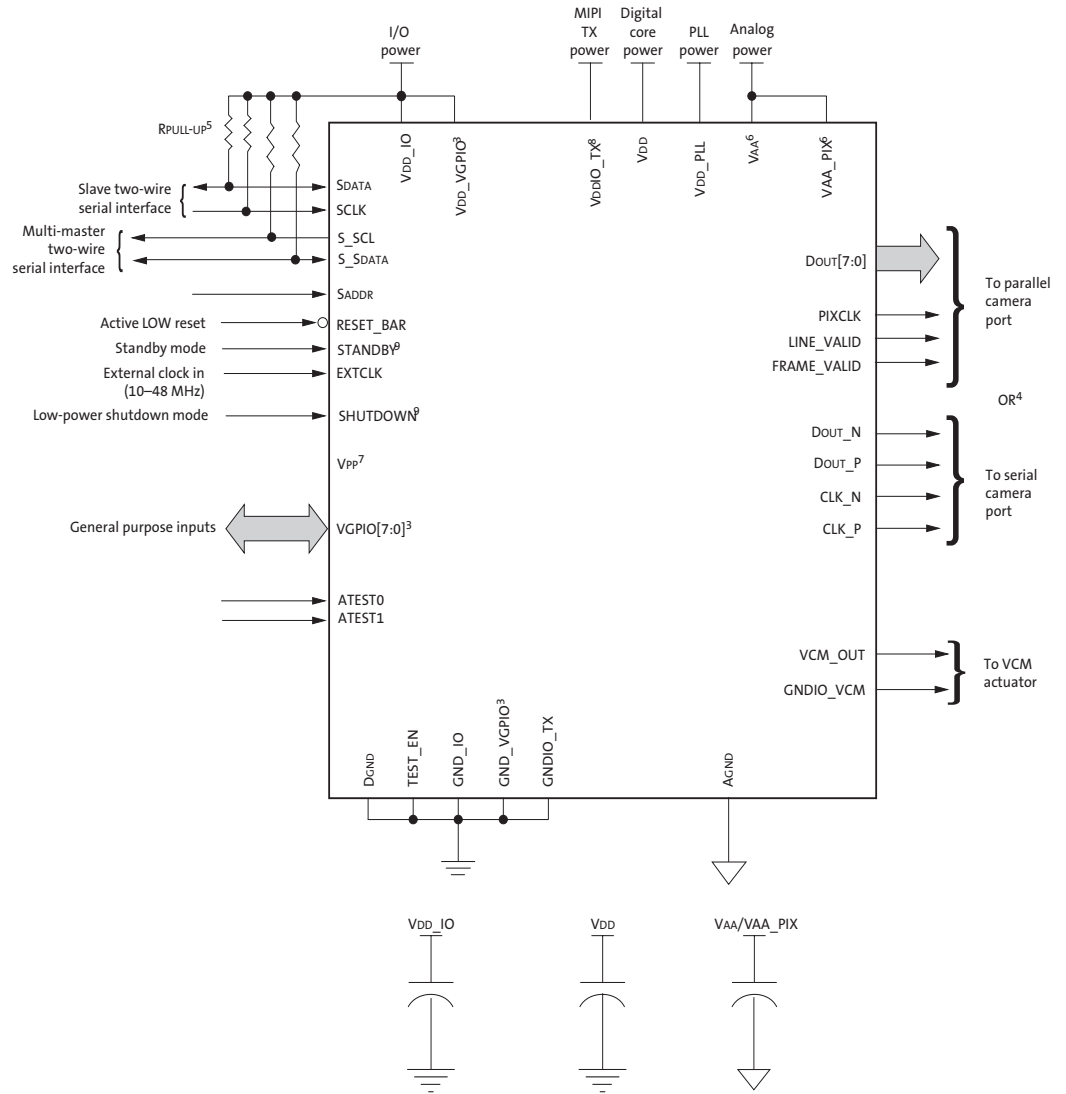 I/O
power
MIPI
TX
power
Digital
core
power
PLL
power
Analog
power
RPULL-UP5
VDD_IO
VDD_VGPIO3
VDDIO_TX8
VDD
VDD_PLL
VAA6
VAA_PIX6
Slave two-wire
serial interface
SDATA
SCLK
Multi-master
two-wire
serial interface
S_SCL
S_SDATA
SADDR
Active LOW reset
RESET_BAR
Standby mode
STANDBY9
External clock in
(10–48 MHz)
EXTCLK
Low-power shutdown mode
SHUTDOWN9
VPP7
General purpose inputs
VGPIO[7:0]3
ATEST0
ATEST1
DOUT[7:0]
PIXCLK
LINE_VALID
FRAME_VALID
To parallel
camera
port
OR4
DOUT_N
DOUT_P
CLK_N
CLK_P
To serial
camera
port
VCM_OUT
GNDIO_VCM
To VCM
actuator
DGND
TEST_EN
GND_IO
GND_VGPIO3
GNDIO_TX
AGND
VDD_IO
VDD
VAA/VAA_PIX